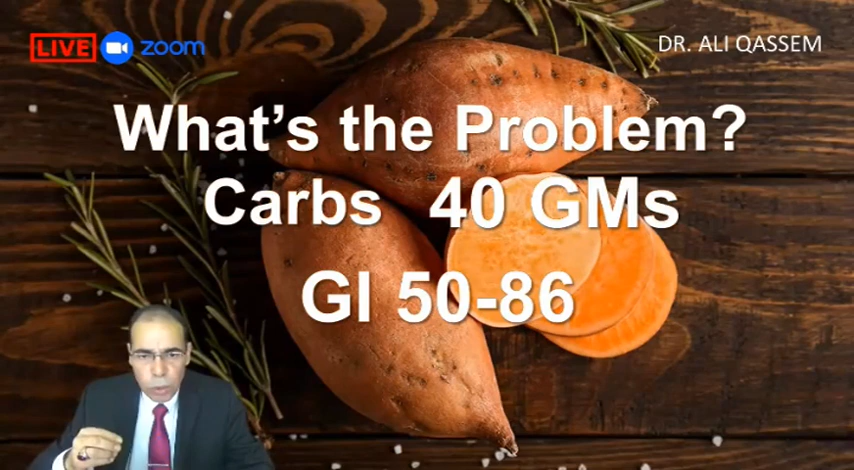 LIVE zoom DR. ALI QASSEM
What's the Problem?
Carbs 40 GMs
GI 50-86